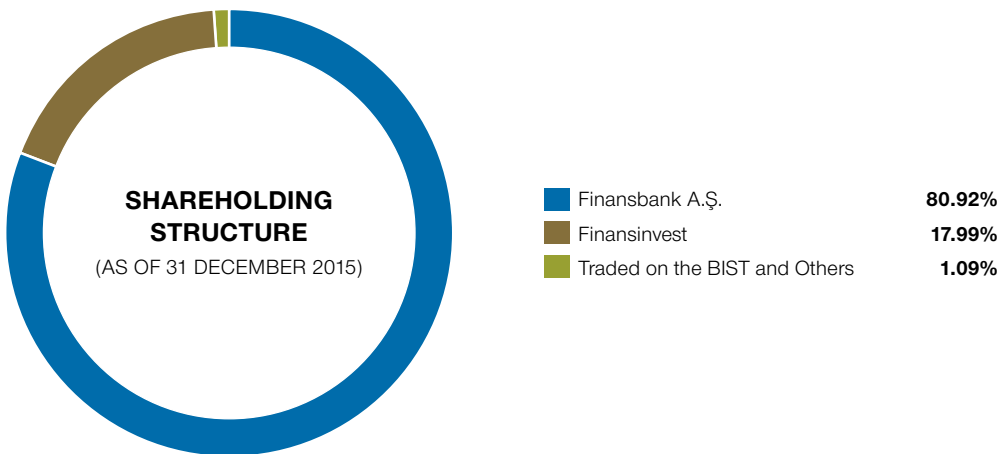 SHAREHOLDING
STRUCTURE
(AS OF 31 DECEMBER 2015)
Finansbank A.Ş. 80.92%
Finansinvest 17.99%
Traded on the BIST and Others 1.09%